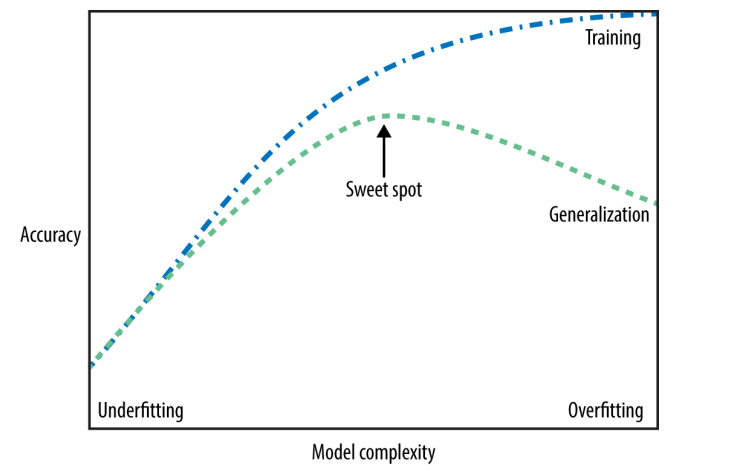 Training
Sweet spot
Generalization
Accuracy
Underfitting
Overfitting
Model complexity